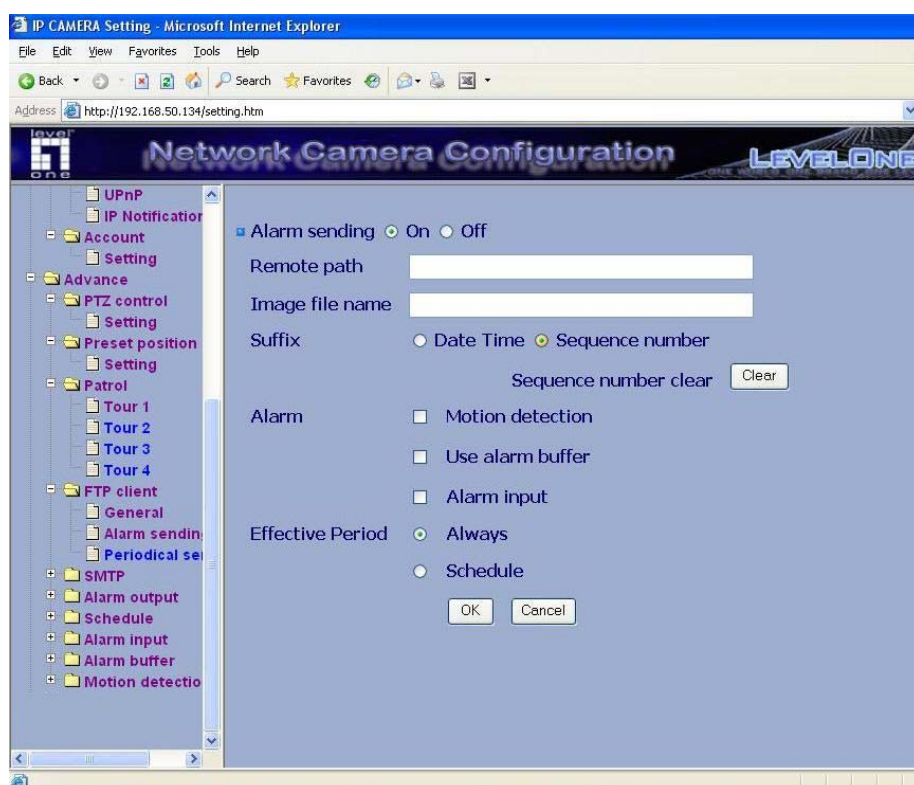 IP CAMERA Setting - Microsoft Internet Explorer
File Edit View Favorites Tools Help
Back Search Favorites
Address http://192.168.50.134/setting.htm
level one Network Camera Configuration LEVELONE
UPnP
IP Notification
Account
Setting
Advance
PTZ control
Setting
Preset position
Setting
Patrol
Tour 1
Tour 2
Tour 3
Tour 4
FTP client
General
Alarm sendin
Periodical se
SMTP
Alarm output
Schedule
Alarm input
Alarm buffer
Motion detectio
Alarm sending On Off
Remote path
Image file name
Suffix Date Time Sequence number
Sequence number clear Clear
Alarm Motion detection
Use alarm buffer
Alarm input
Effective Period Always
Schedule
OK Cancel